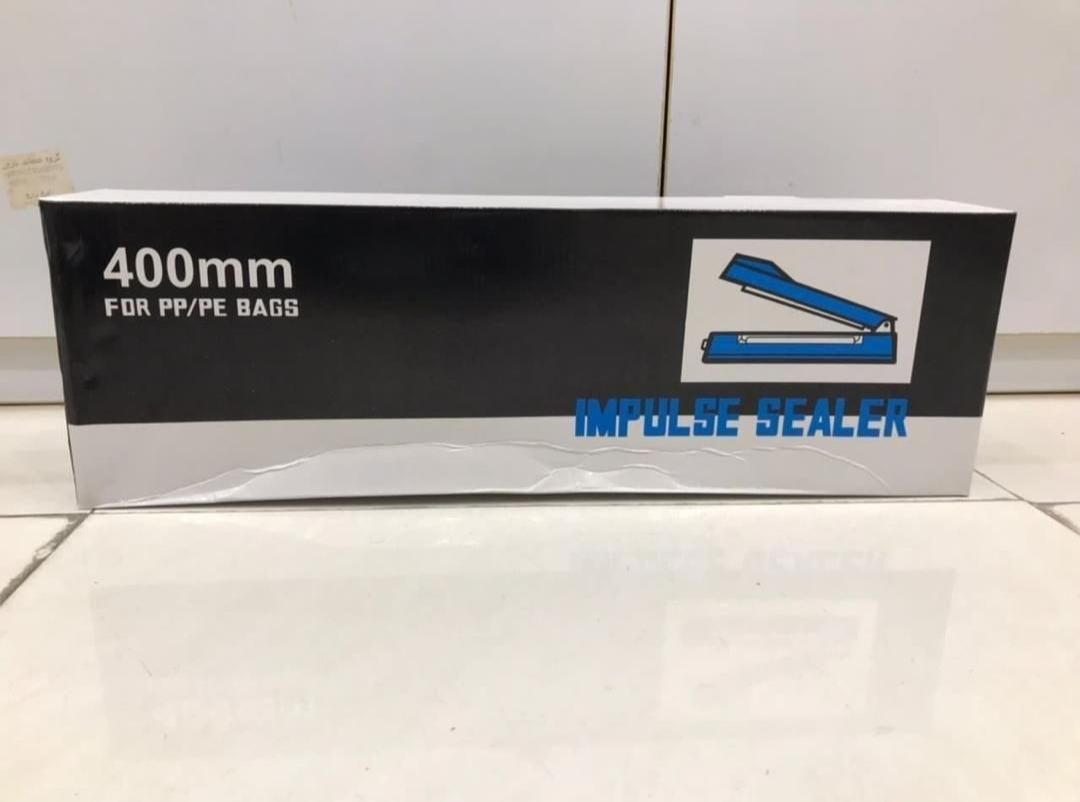 400mm
FOR PP/PE BAGS
IMPULSE SEALER